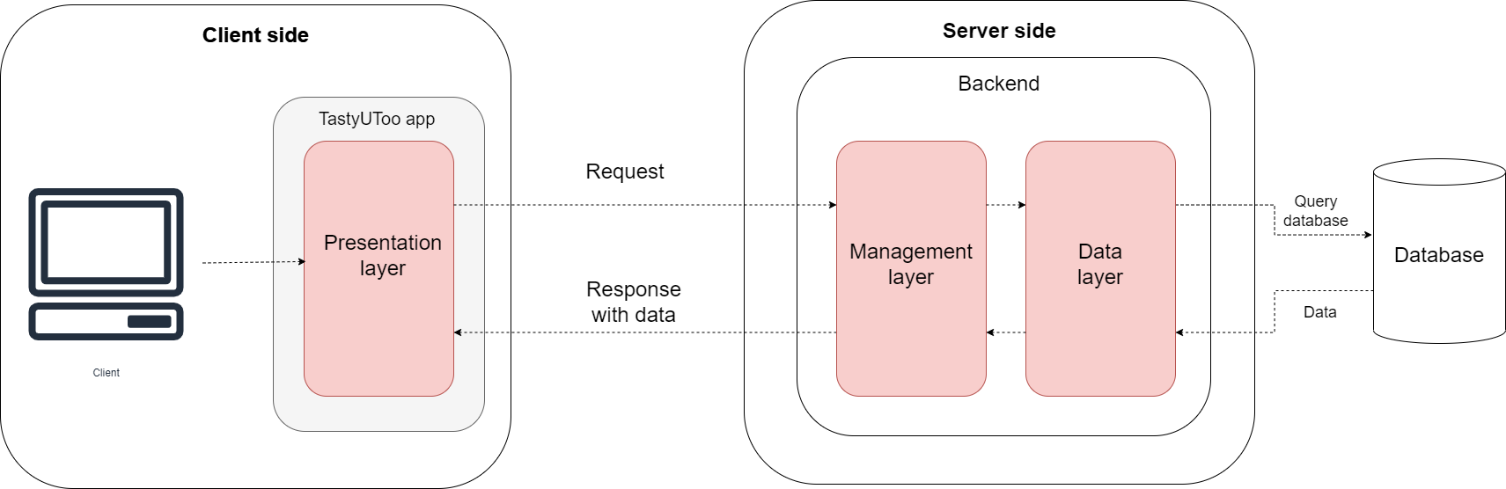 Client side
TastyUToo app
Presentation
layer
Client
Request
Response
with data
Server side
Backend
Management
layer
Data
layer
Query
database
Data
Database